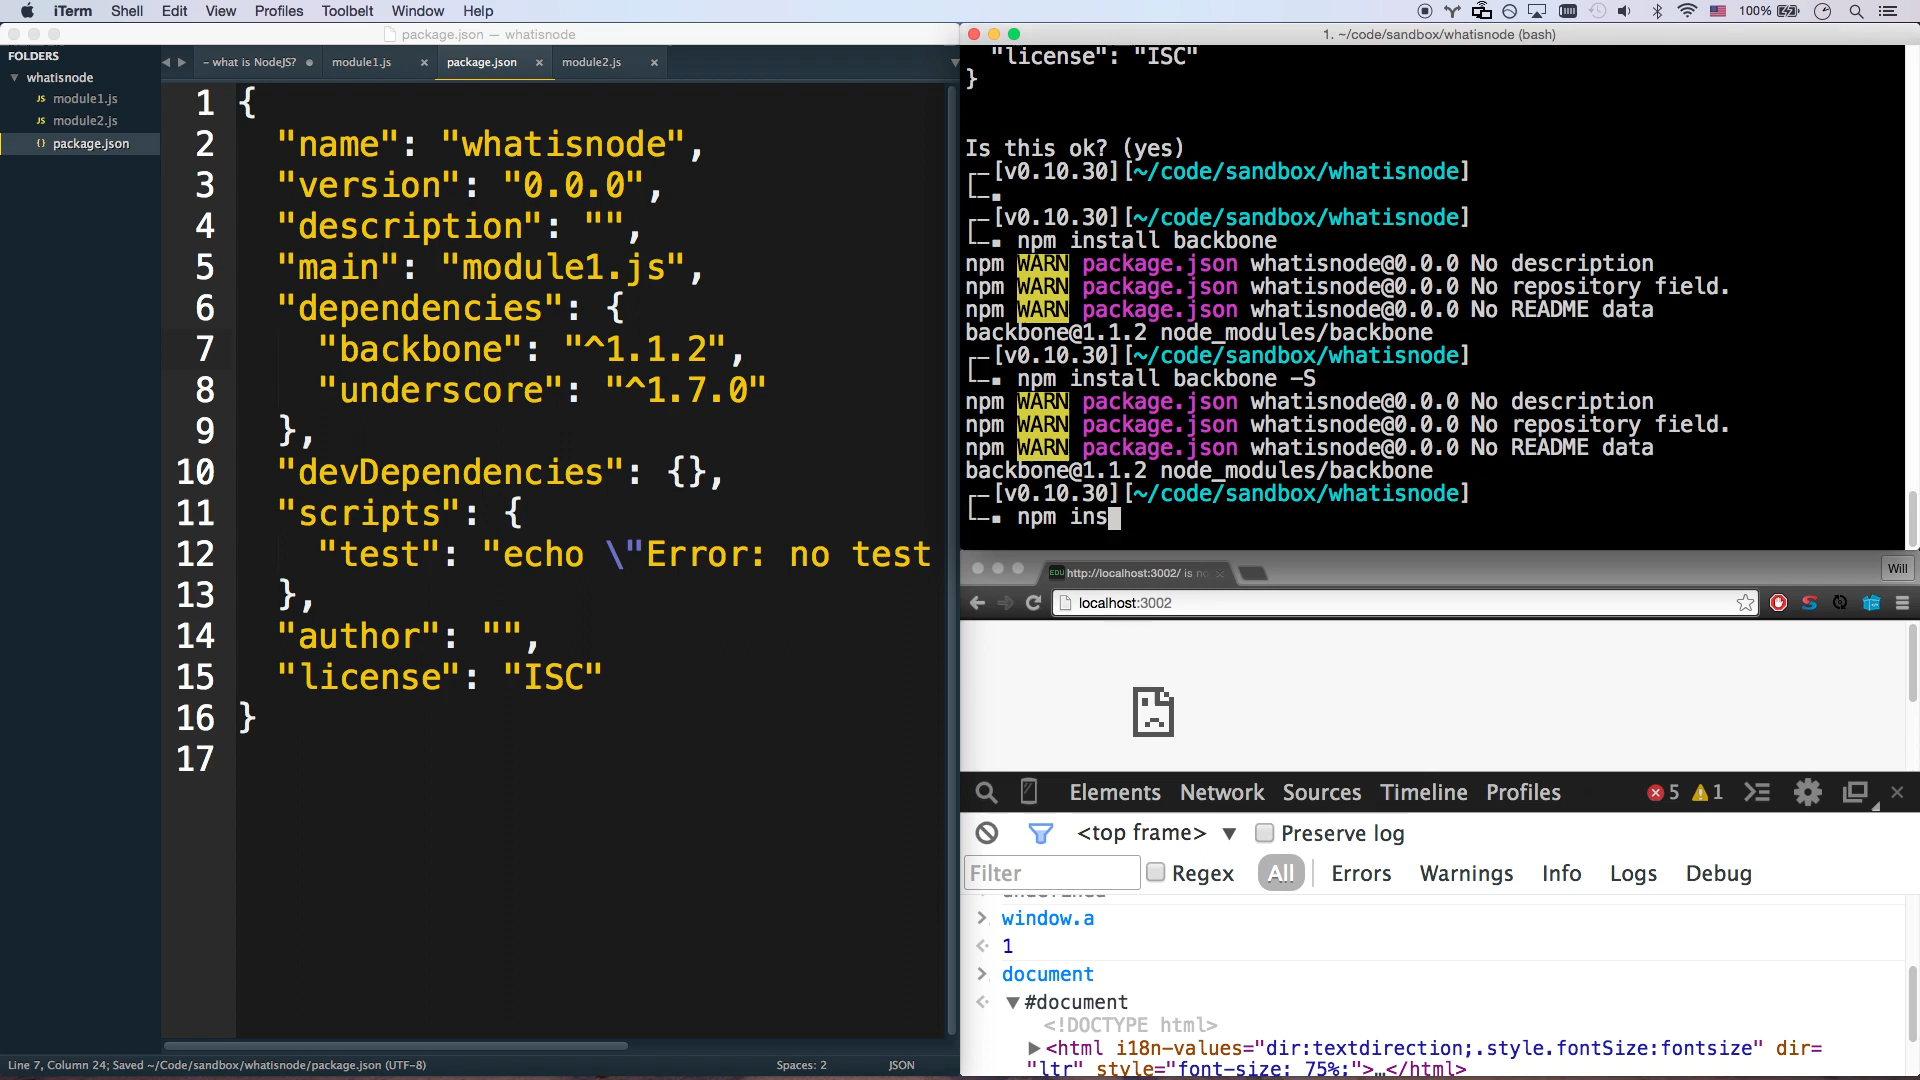 iTerm Shell Edit View Profiles Toolbelt Window Help 100%
package.json — whatisnode
FOLDERS
whatisnode
JS module1.js
JS module2.js
{} package.json
– what is NodeJS? module1.js × package.json × module2.js ×
1 {
2 "name": "whatisnode",
3 "version": "0.0.0",
4 "description": "",
5 "main": "module1.js",
6 "dependencies": {
7 "backbone": "^1.1.2",
8 "underscore": "^1.7.0"
9 },
10 "devDependencies": {},
11 "scripts": {
12 "test": "echo \"Error: no test
13 },
14 "author": "",
15 "license": "ISC"
16 }
17
Line 7, Column 24; Saved ~/Code/sandbox/whatisnode/package.json (UTF-8) Spaces: 2 JSON
1. ~/code/sandbox/whatisnode (bash)
"license": "ISC"
}
Is this ok? (yes)
[v0.10.30][~/code/sandbox/whatisnode]
[v0.10.30][~/code/sandbox/whatisnode]
npm install backbone
npm WARN package.json whatisnode@0.0.0 No description
npm WARN package.json whatisnode@0.0.0 No repository field.
npm WARN package.json whatisnode@0.0.0 No README data
backbone@1.1.2 node_modules/backbone
[v0.10.30][~/code/sandbox/whatisnode]
npm install backbone -S
npm WARN package.json whatisnode@0.0.0 No description
npm WARN package.json whatisnode@0.0.0 No repository field.
npm WARN package.json whatisnode@0.0.0 No README data
backbone@1.1.2 node_modules/backbone
[v0.10.30][~/code/sandbox/whatisnode]
npm ins
EDU http://localhost:3002/ is no × Will
localhost:3002
Elements Network Sources Timeline Profiles 5 1
<top frame> ▼ Preserve log
Filter Regex All Errors Warnings Info Logs Debug
undefined
> window.a
1
> document
▼ #document
<!DOCTYPE html>
▶ <html i18n-values="dir:textdirection;.style.fontSize:fontsize" dir=
"ltr" style="font-size: 75%;">…</html>